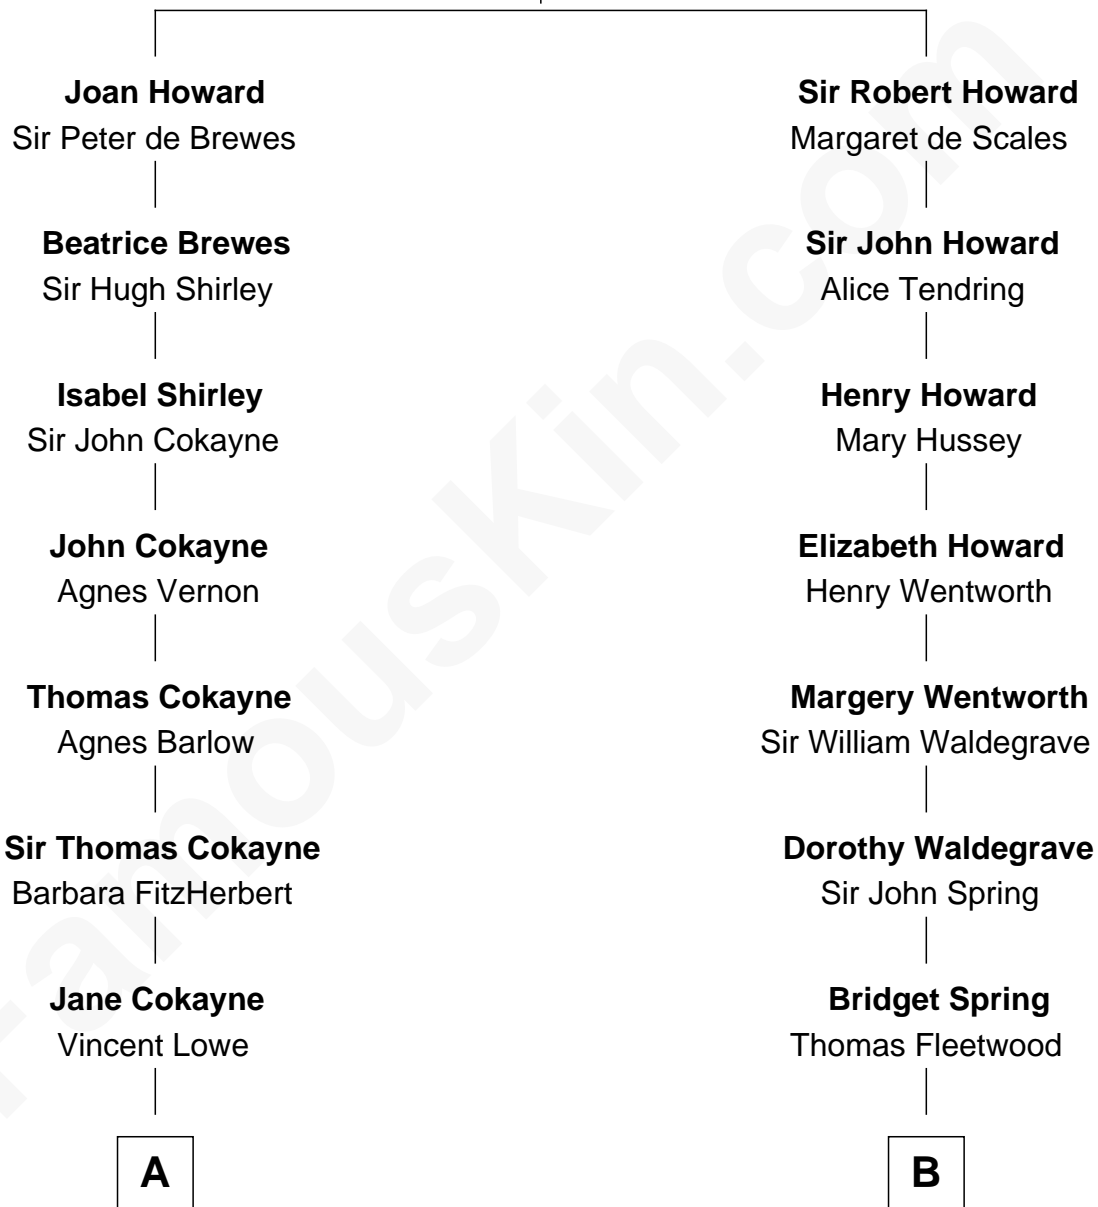 Joan Howard
Sir Peter de Brewes
Beatrice Brewes
Sir Hugh Shirley
Isabel Shirley
Sir John Cokayne
John Cokayne
Agnes Vernon
Thomas Cokayne
Agnes Barlow
Sir Thomas Cokayne
Barbara FitzHerbert
Jane Cokayne
Vincent Lowe
A
Sir Robert Howard
Margaret de Scales
Sir John Howard
Alice Tendring
Henry Howard
Mary Hussey
Elizabeth Howard
Henry Wentworth
Margery Wentworth
Sir William Waldegrave
Dorothy Waldegrave
Sir John Spring
Bridget Spring
Thomas Fleetwood
B
FamousKin.com